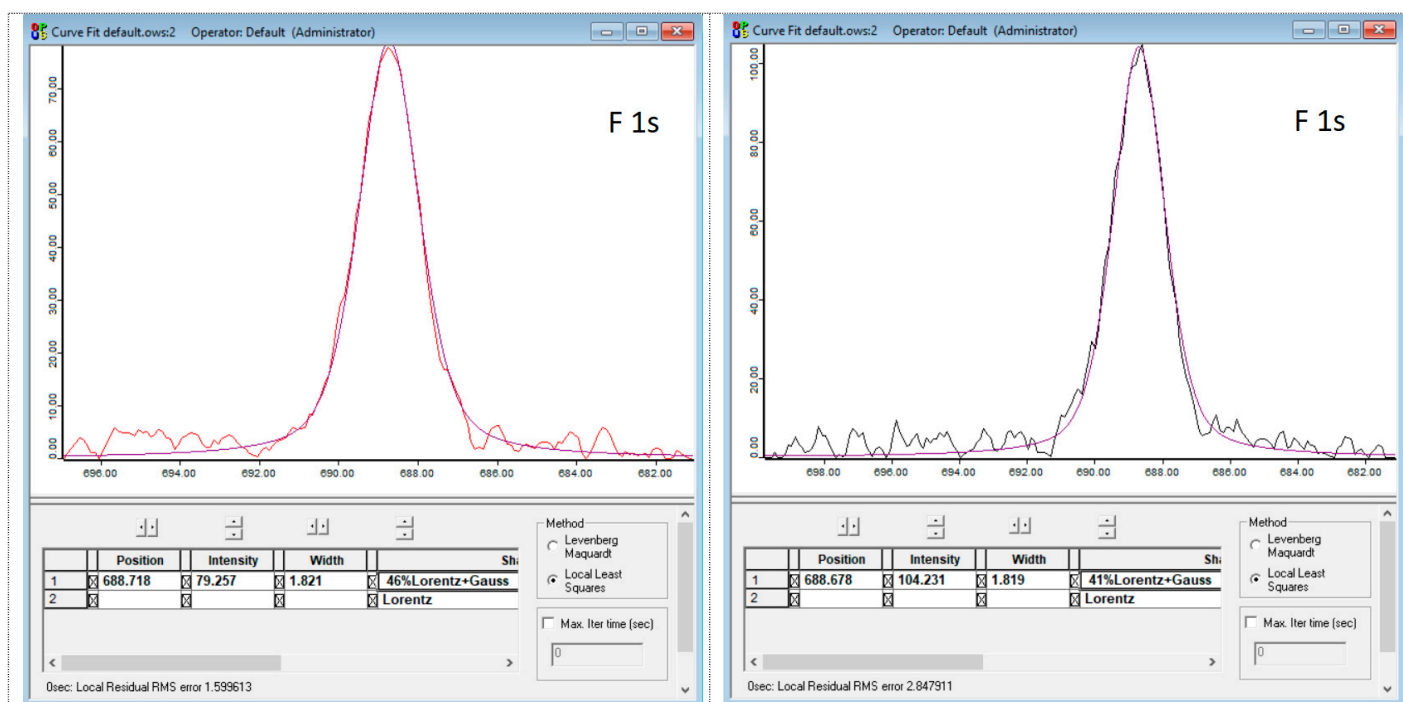 Curve Fit default.ows:2 Operator: Default (Administrator)
F 1s
70.00
60.00
50.00
40.00
30.00
20.00
10.00
0.00
696.00 694.00 692.00 690.00 688.00 686.00 684.00 682.00
Position Intensity Width Sha
1 688.718 79.257 1.821 46%Lorentz+Gauss
2 Lorentz
Method
Levenberg
Maquardt
Local Least
Squares
Max. Iter time (sec)
0
0sec: Local Residual RMS error 1.599613
Curve Fit default.ows:2 Operator: Default (Administrator)
F 1s
100.00
80.00
60.00
40.00
20.00
0.00
698.00 696.00 694.00 692.00 690.00 688.00 686.00 684.00 682.00
Position Intensity Width Sha
1 688.678 104.231 1.819 41%Lorentz+Gauss
2 Lorentz
Method
Levenberg
Maquardt
Local Least
Squares
Max. Iter time (sec)
0
0sec: Local Residual RMS error 2.847911